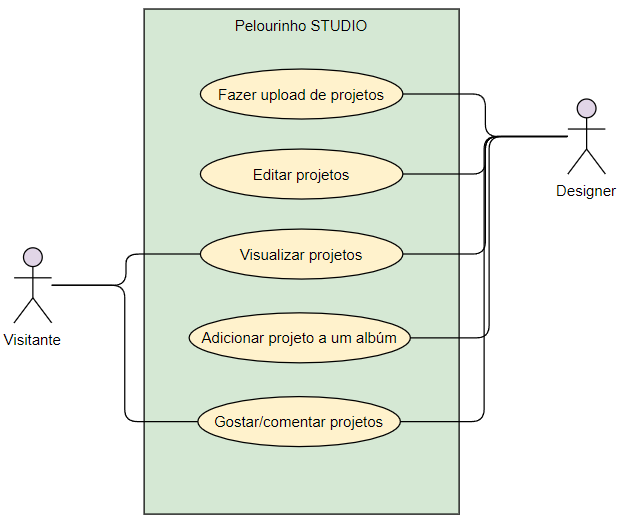 Pelourinho STUDIO
Fazer upload de projetos
Editar projetos
Designer
Visualizar projetos
Visitante
Adicionar projeto a um albúm
Gostar/comentar projetos